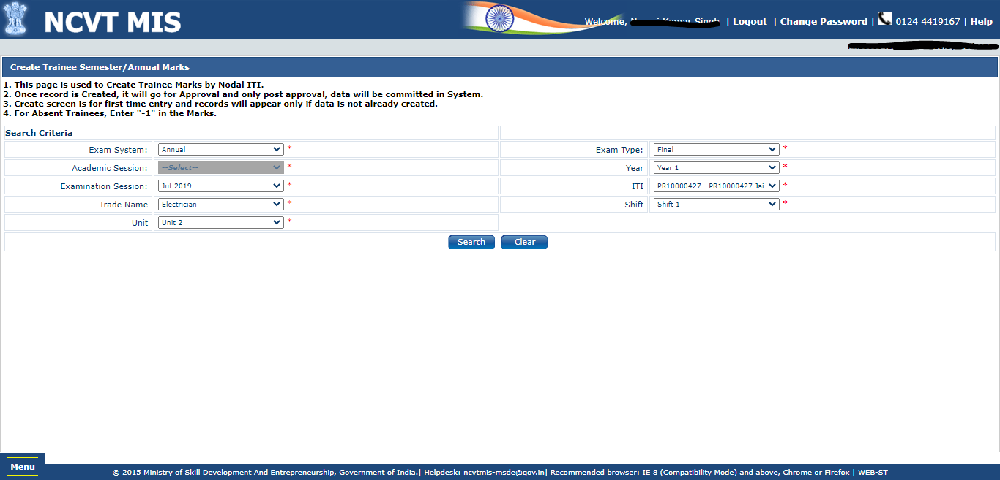 NCVT MIS
Welcome, | Logout | Change Password | 0124 4419167 | Help
Create Trainee Semester/Annual Marks
1. This page is used to Create Trainee Marks by Nodal ITI.
2. Once record is Created, it will go for Approval and only post approval, data will be committed in System.
3. Create screen is for first time entry and records will appear only if data is not already created.
4. For Absent Trainees, Enter "-1" in the Marks.
Search Criteria
Exam System: Annual * Exam Type: Final *
Academic Session: --Select-- * Year Year 1 *
Examination Session: Jul-2019 * ITI PR10000427 - PR10000427 Jai *
Trade Name Electrician * Shift Shift 1 *
Unit Unit 2 *
Search Clear
Menu
© 2015 Ministry of Skill Development And Entrepreneurship, Government of India.| Helpdesk: ncvtmis-msde@gov.in| Recommended browser: IE 8 (Compatibility Mode) and above, Chrome or Firefox | WEB-ST